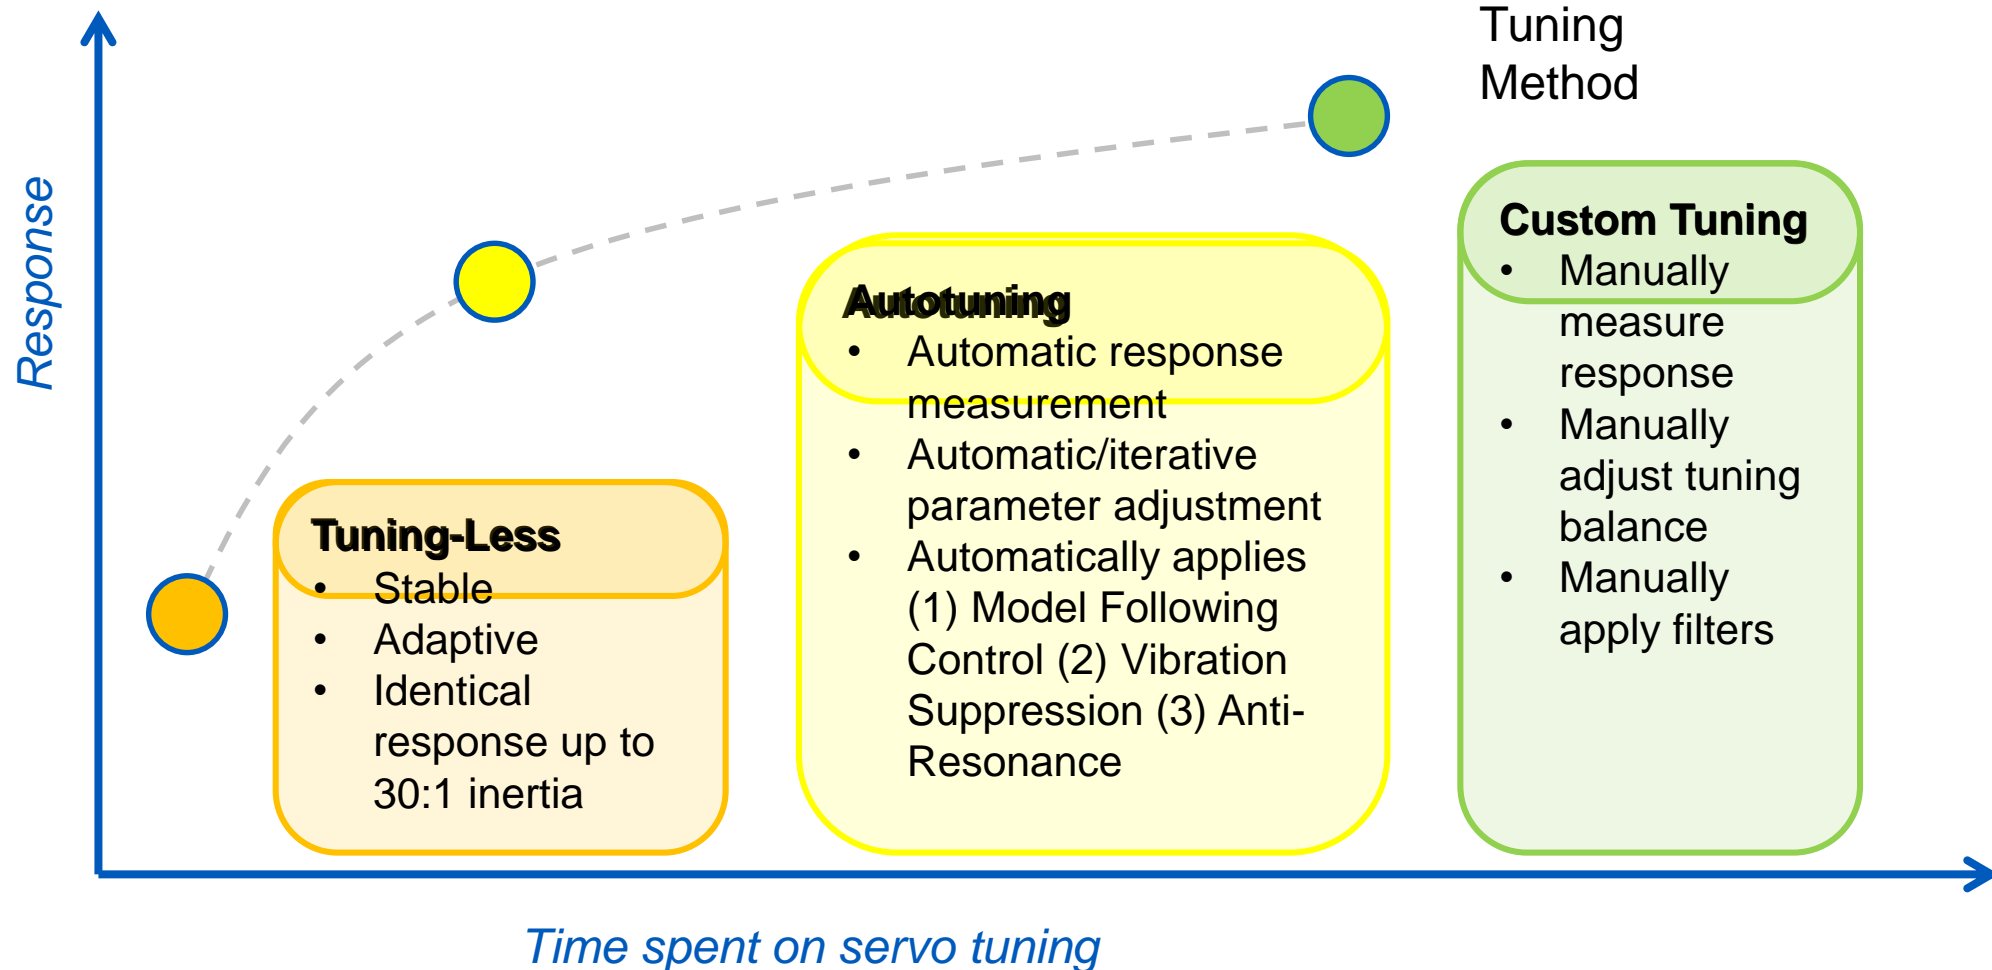 Tuning
Method
Response
Tuning-Less
• Stable
• Adaptive
• Identical
response up to
30:1 inertia
Autotuning
• Automatic response
measurement
• Automatic/iterative
parameter adjustment
• Automatically applies
(1) Model Following
Control (2) Vibration
Suppression (3) Anti-
Resonance
Custom Tuning
• Manually
measure
response
• Manually
adjust tuning
balance
• Manually
apply filters
Time spent on servo tuning